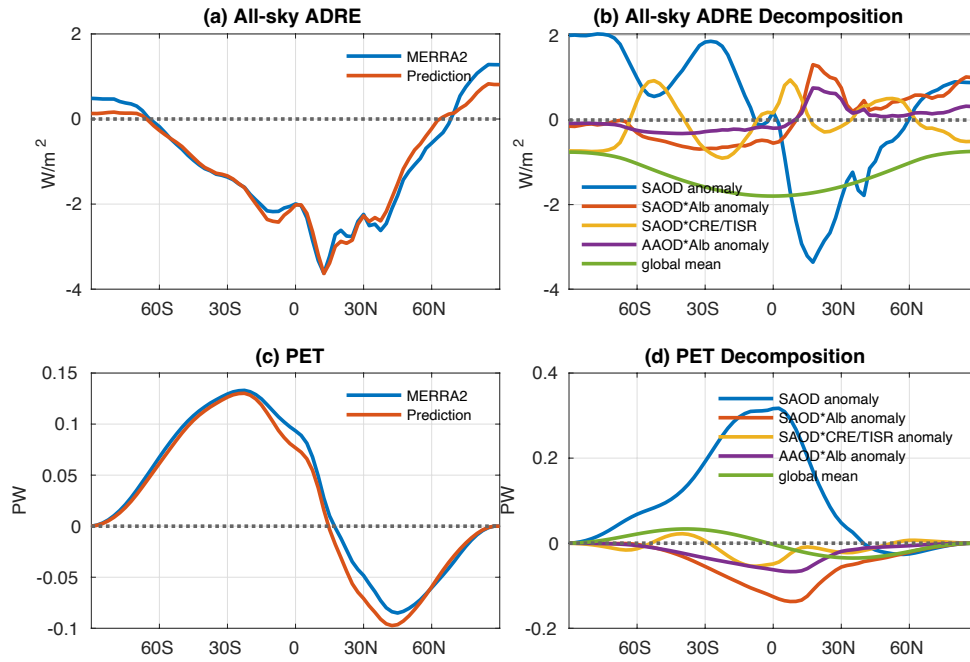 (a) All-sky ADRE
2
0
-2
-4
W/m 2
60S 30S 0 30N 60N
MERRA2
Prediction
(b) All-sky ADRE Decomposition
2
0
-2
-4
W/m 2
60S 30S 0 30N 60N
SAOD anomaly
SAOD*Alb anomaly
SAOD*CRE/TISR
AAOD*Alb anomaly
global mean
(c) PET
0.15
0.1
0.05
0
-0.05
-0.1
PW
60S 30S 0 30N 60N
MERRA2
Prediction
(d) PET Decomposition
0.4
0.2
0
-0.2
PW
60S 30S 0 30N 60N
SAOD anomaly
SAOD*Alb anomaly
SAOD*CRE/TISR anomaly
AAOD*Alb anomaly
global mean